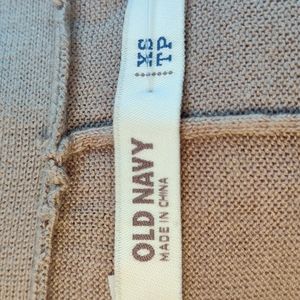 XS
TP
OLD NAVY
MADE IN CHINA